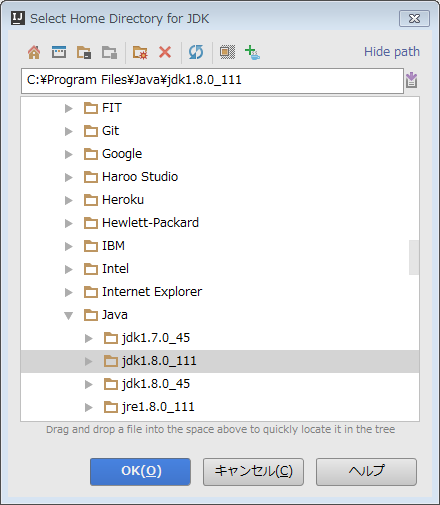 IJ Select Home Directory for JDK
Hide path
C:¥Program Files¥Java¥jdk1.8.0_111
FIT
Git
Google
Haroo Studio
Heroku
Hewlett-Packard
IBM
Intel
Internet Explorer
Java
jdk1.7.0_45
jdk1.8.0_111
jdk1.8.0_45
jre1.8.0_111
Drag and drop a file into the space above to quickly locate it in the tree
OK(O) キャンセル(C) ヘルプ